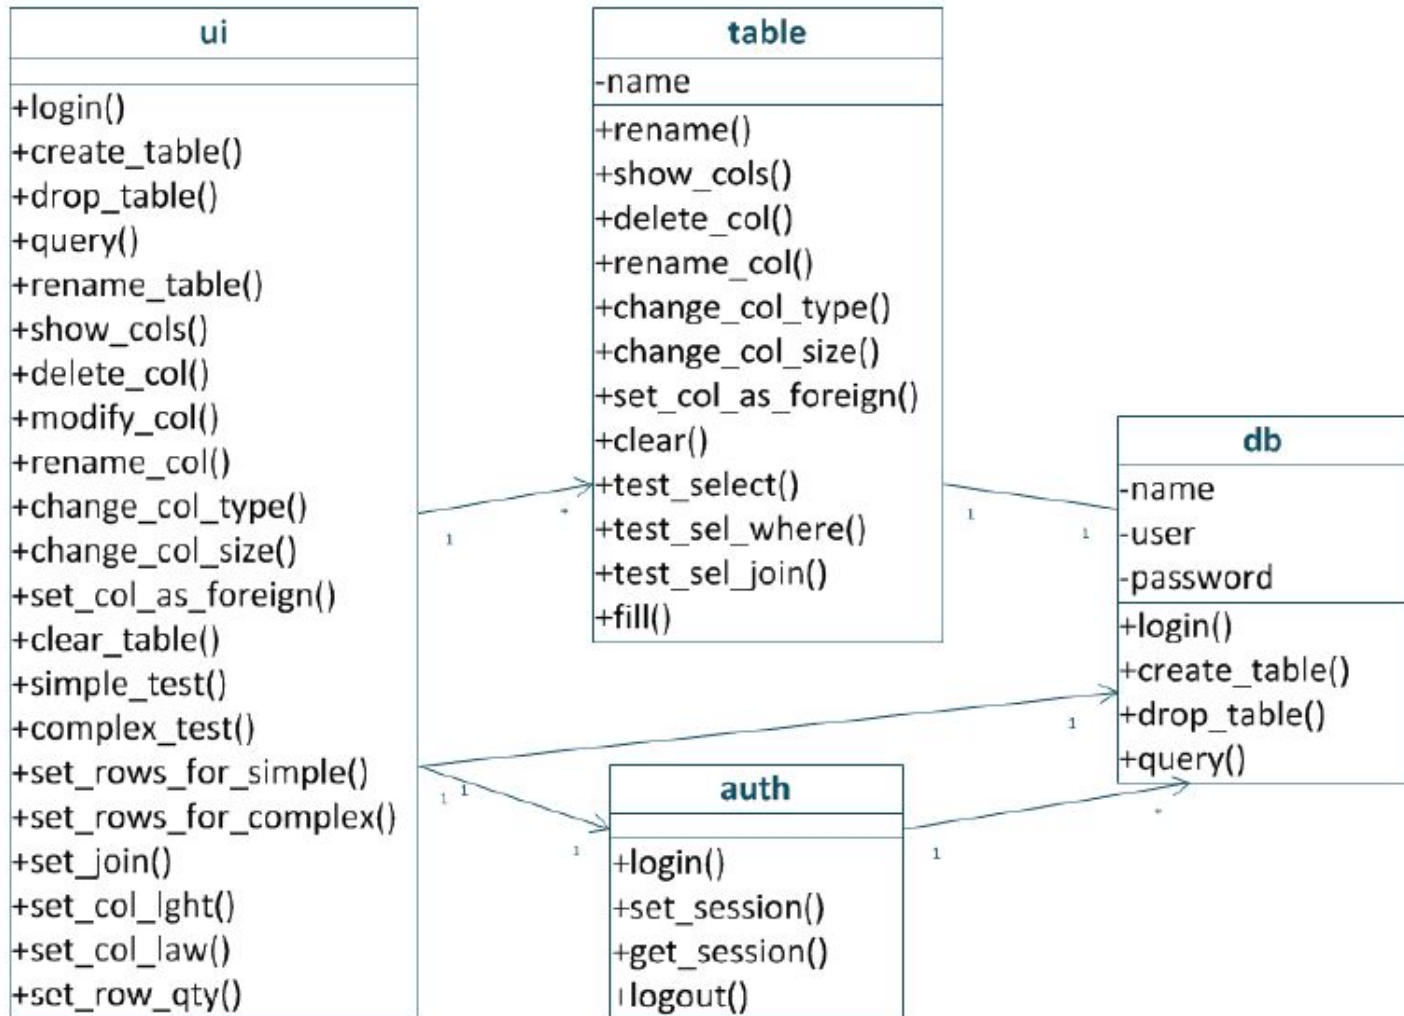 ui
+login()
+create_table()
+drop_table()
+query()
+rename_table()
+show_cols()
+delete_col()
+modify_col()
+rename_col()
+change_col_type()
+change_col_size()
+set_col_as_foreign()
+clear_table()
+simple_test()
+complex_test()
+set_rows_for_simple()
+set_rows_for_complex()
+set_join()
+set_col_lght()
+set_col_law()
+set_row_qty()
table
-name
+rename()
+show_cols()
+delete_col()
+rename_col()
+change_col_type()
+change_col_size()
+set_col_as_foreign()
+clear()
+test_select()
+test_sel_where()
+test_sel_join()
+fill()
db
-name
-user
-password
+login()
+create_table()
+drop_table()
+query()
auth
+login()
+set_session()
+get_session()
+logout()
1
*
1
1
1
1
1
1
1
*